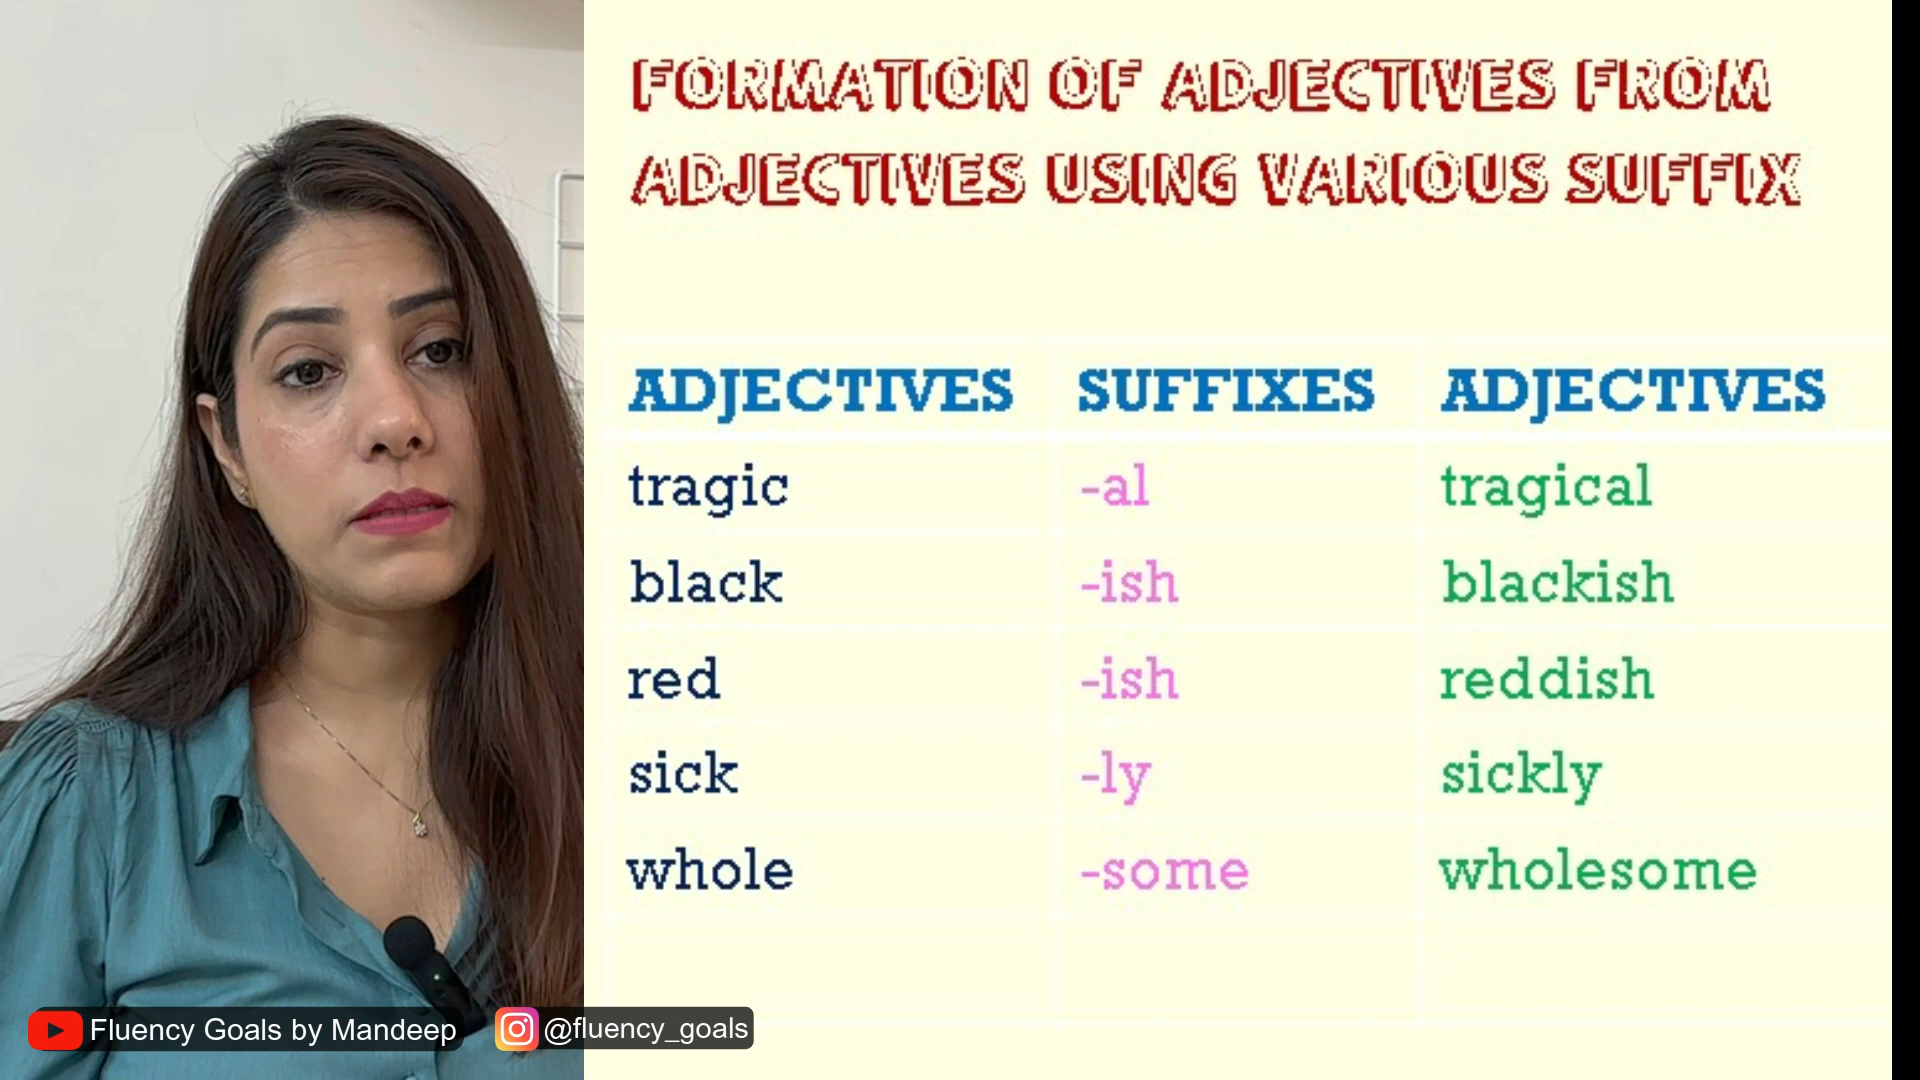 FORMATION OF ADJECTIVES FROM
ADJECTIVES USING VARIOUS SUFFIX
ADJECTIVES SUFFIXES ADJECTIVES
tragic -al tragical
black -ish blackish
red -ish reddish
sick -ly sickly
whole -some wholesome
Fluency Goals by Mandeep @fluency_goals